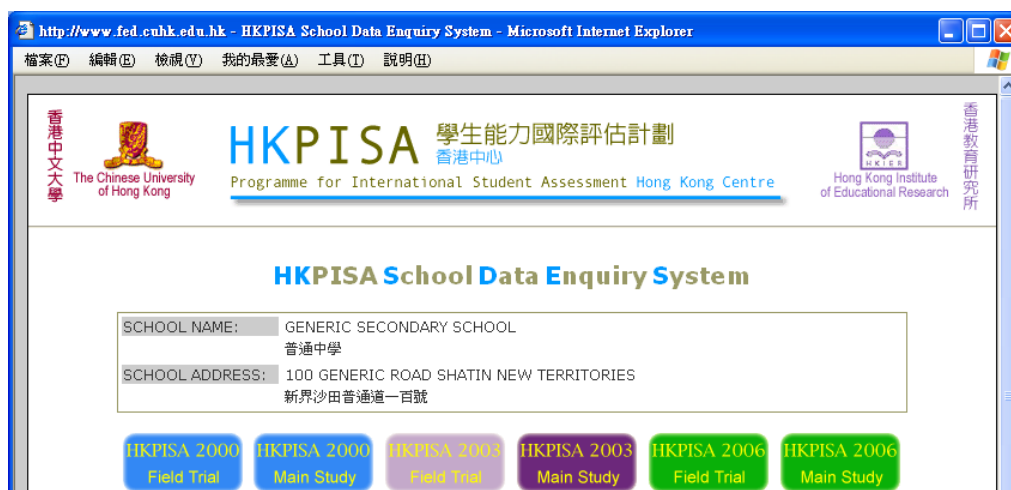 http://www.fed.cuhk.edu.hk - HKPISA School Data Enquiry System - Microsoft Internet Explorer
檔案(F) 編輯(E) 檢視(V) 我的最愛(A) 工具(T) 說明(H)
香港中文大學
The Chinese University
of Hong Kong
HKPISA 學生能力國際評估計劃
香港中心
Programme for International Student Assessment Hong Kong Centre
HKIER
Hong Kong Institute
of Educational Research
香港教育研究所
HKPISA School Data Enquiry System
SCHOOL NAME: GENERIC SECONDARY SCHOOL
普通中學
SCHOOL ADDRESS: 100 GENERIC ROAD SHATIN NEW TERRITORIES
新界沙田普通道一百號
HKPISA 2000 HKPISA 2000 HKPISA 2003 HKPISA 2003 HKPISA 2006 HKPISA 2006
Field Trial Main Study Field Trial Main Study Field Trial Main Study